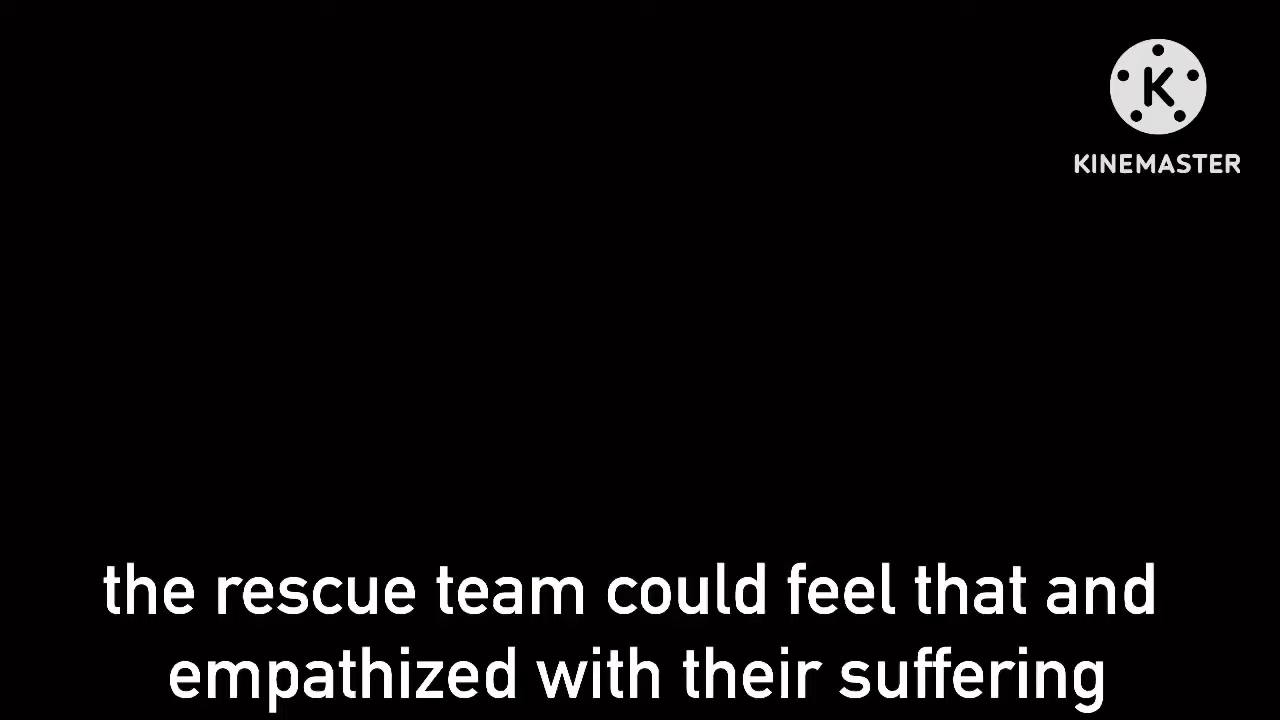 K
KINEMASTER
the rescue team could feel that and
empathized with their suffering